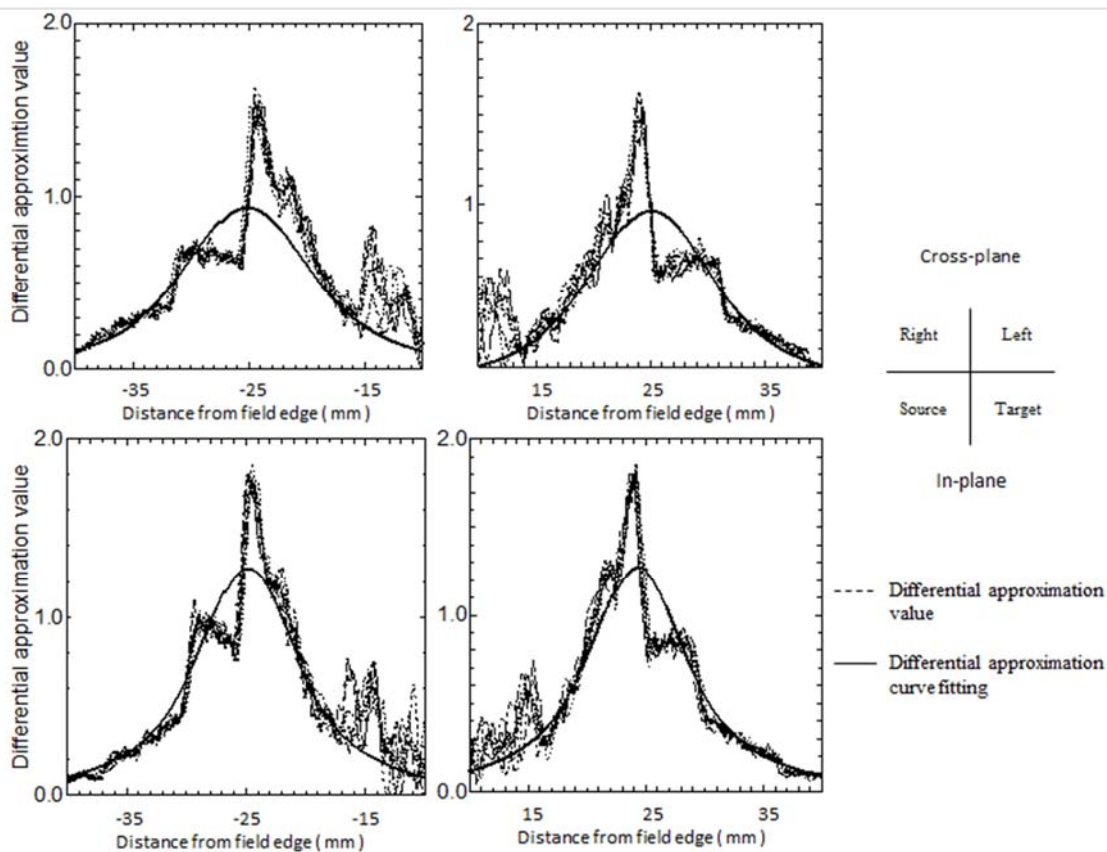 2.0
1.0
0.0
-35
-25
-15
Differential approximtion value
Distance from field edge ( mm )
2
1
15
25
35
Distance from field edge ( mm )
Cross-plane
Right
Left
Source
Target
In-plane
2.0
1.0
0.0
-35
-25
-15
Differential approximation value
Distance from field edge ( mm )
2.0
1.0
0.0
15
25
35
Distance from field edge ( mm )
Differential approximation
value
Differential approximation
curve fitting